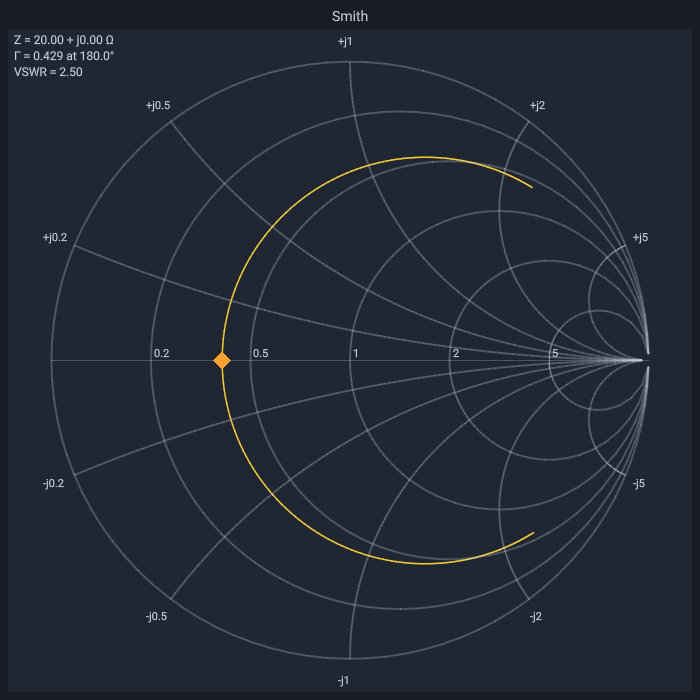 Smith
Z = 20.00 + j0.00 Ω
Γ = 0.429 at 180.0°
VSWR = 2.50
+j1
+j0.5
+j2
+j0.2
+j5
0.2
0.5
1
2
5
-j0.2
-j5
-j0.5
-j2
-j1